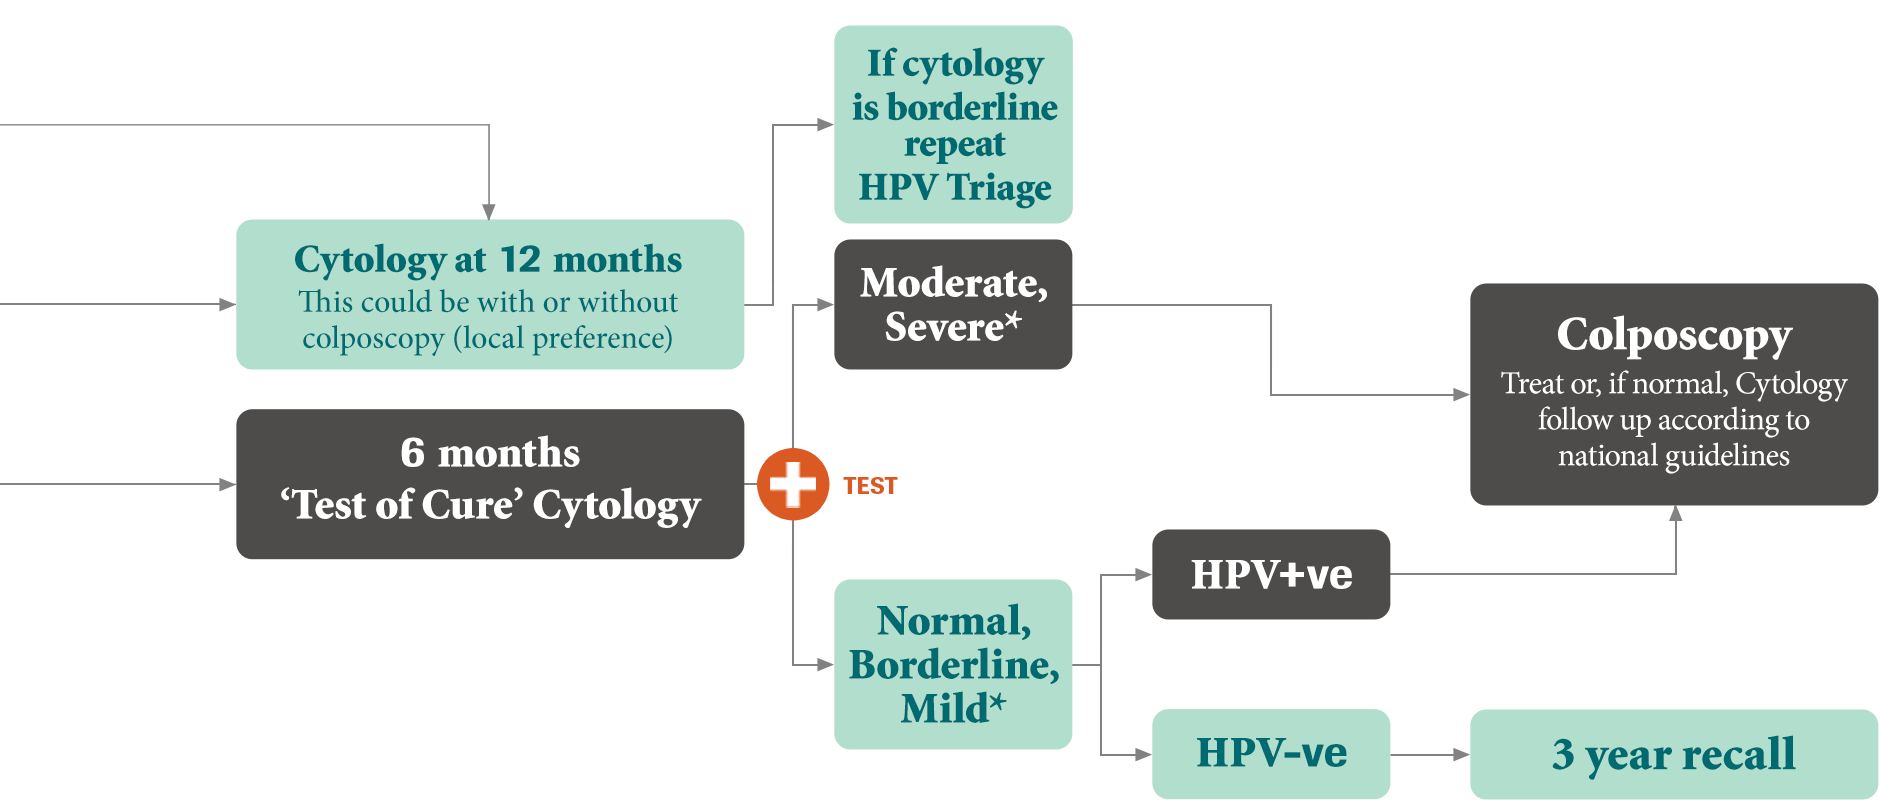 If cytology
is borderline
repeat
HPV Triage
Cytology at 12 months
This could be with or without
colposcopy (local preference)
Moderate,
Severe*
Colposcopy
Treat or, if normal, Cytology
follow up according to
national guidelines
6 months
‘Test of Cure’ Cytology
TEST
HPV+ve
Normal,
Borderline,
Mild*
HPV–ve
3 year recall